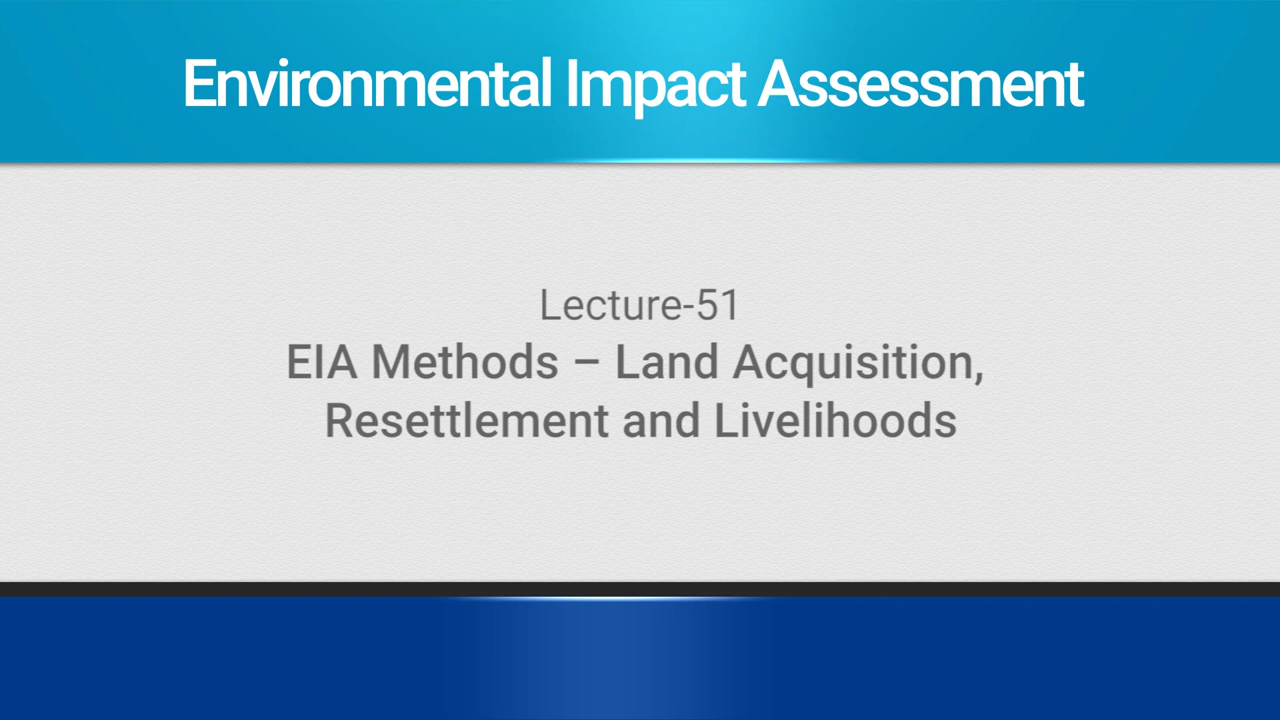 Environmental Impact Assessment
Lecture-51
EIA Methods – Land Acquisition,
Resettlement and Livelihoods